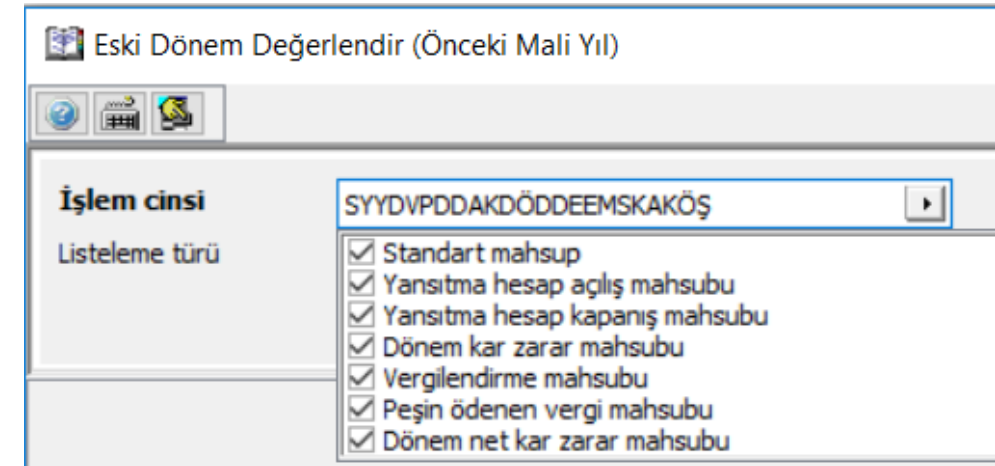 Eski Dönem Değerlendir (Önceki Mali Yıl)
İşlem cinsi
SYYDVPDDAKDÖDDEEMSKAKÖŞ
Listeleme türü
Standart mahsup
Yansıtma hesap açılış mahsubu
Yansıtma hesap kapanış mahsubu
Dönem kar zarar mahsubu
Vergilendirme mahsubu
Peşin ödenen vergi mahsubu
Dönem net kar zarar mahsubu